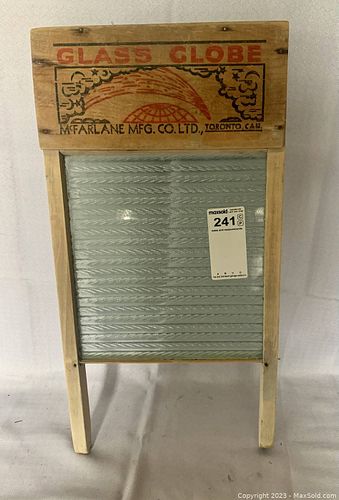 GLASS GLOBE
McFARLANE MFG. CO. LTD., TORONTO, CAN.
maxsold
241
Copyright 2023 - MaxSold.com